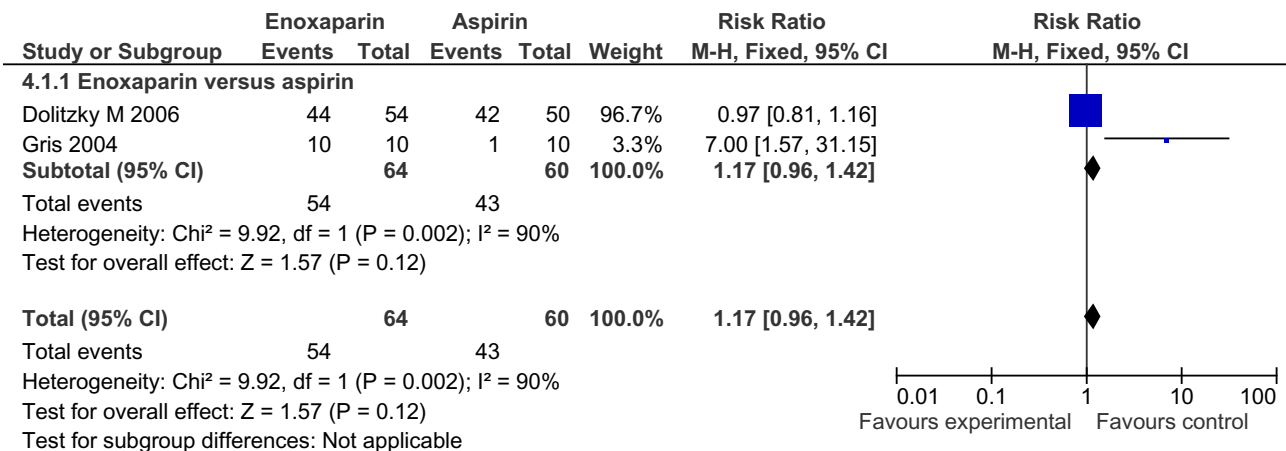 Enoxaparin Aspirin Risk Ratio Risk Ratio
Study or Subgroup Events Total Events Total Weight M-H, Fixed, 95% CI M-H, Fixed, 95% CI
4.1.1 Enoxaparin versus aspirin
Dolitzky M 2006 44 54 42 50 96.7% 0.97 [0.81, 1.16]
Gris 2004 10 10 1 10 3.3% 7.00 [1.57, 31.15]
Subtotal (95% CI) 64 60 100.0% 1.17 [0.96, 1.42]
Total events 54 43
Heterogeneity: Chi² = 9.92, df = 1 (P = 0.002); I² = 90%
Test for overall effect: Z = 1.57 (P = 0.12)
Total (95% CI) 64 60 100.0% 1.17 [0.96, 1.42]
Total events 54 43
Heterogeneity: Chi² = 9.92, df = 1 (P = 0.002); I² = 90%
Test for overall effect: Z = 1.57 (P = 0.12)
Test for subgroup differences: Not applicable
0.01 0.1 1 10 100
Favours experimental Favours control